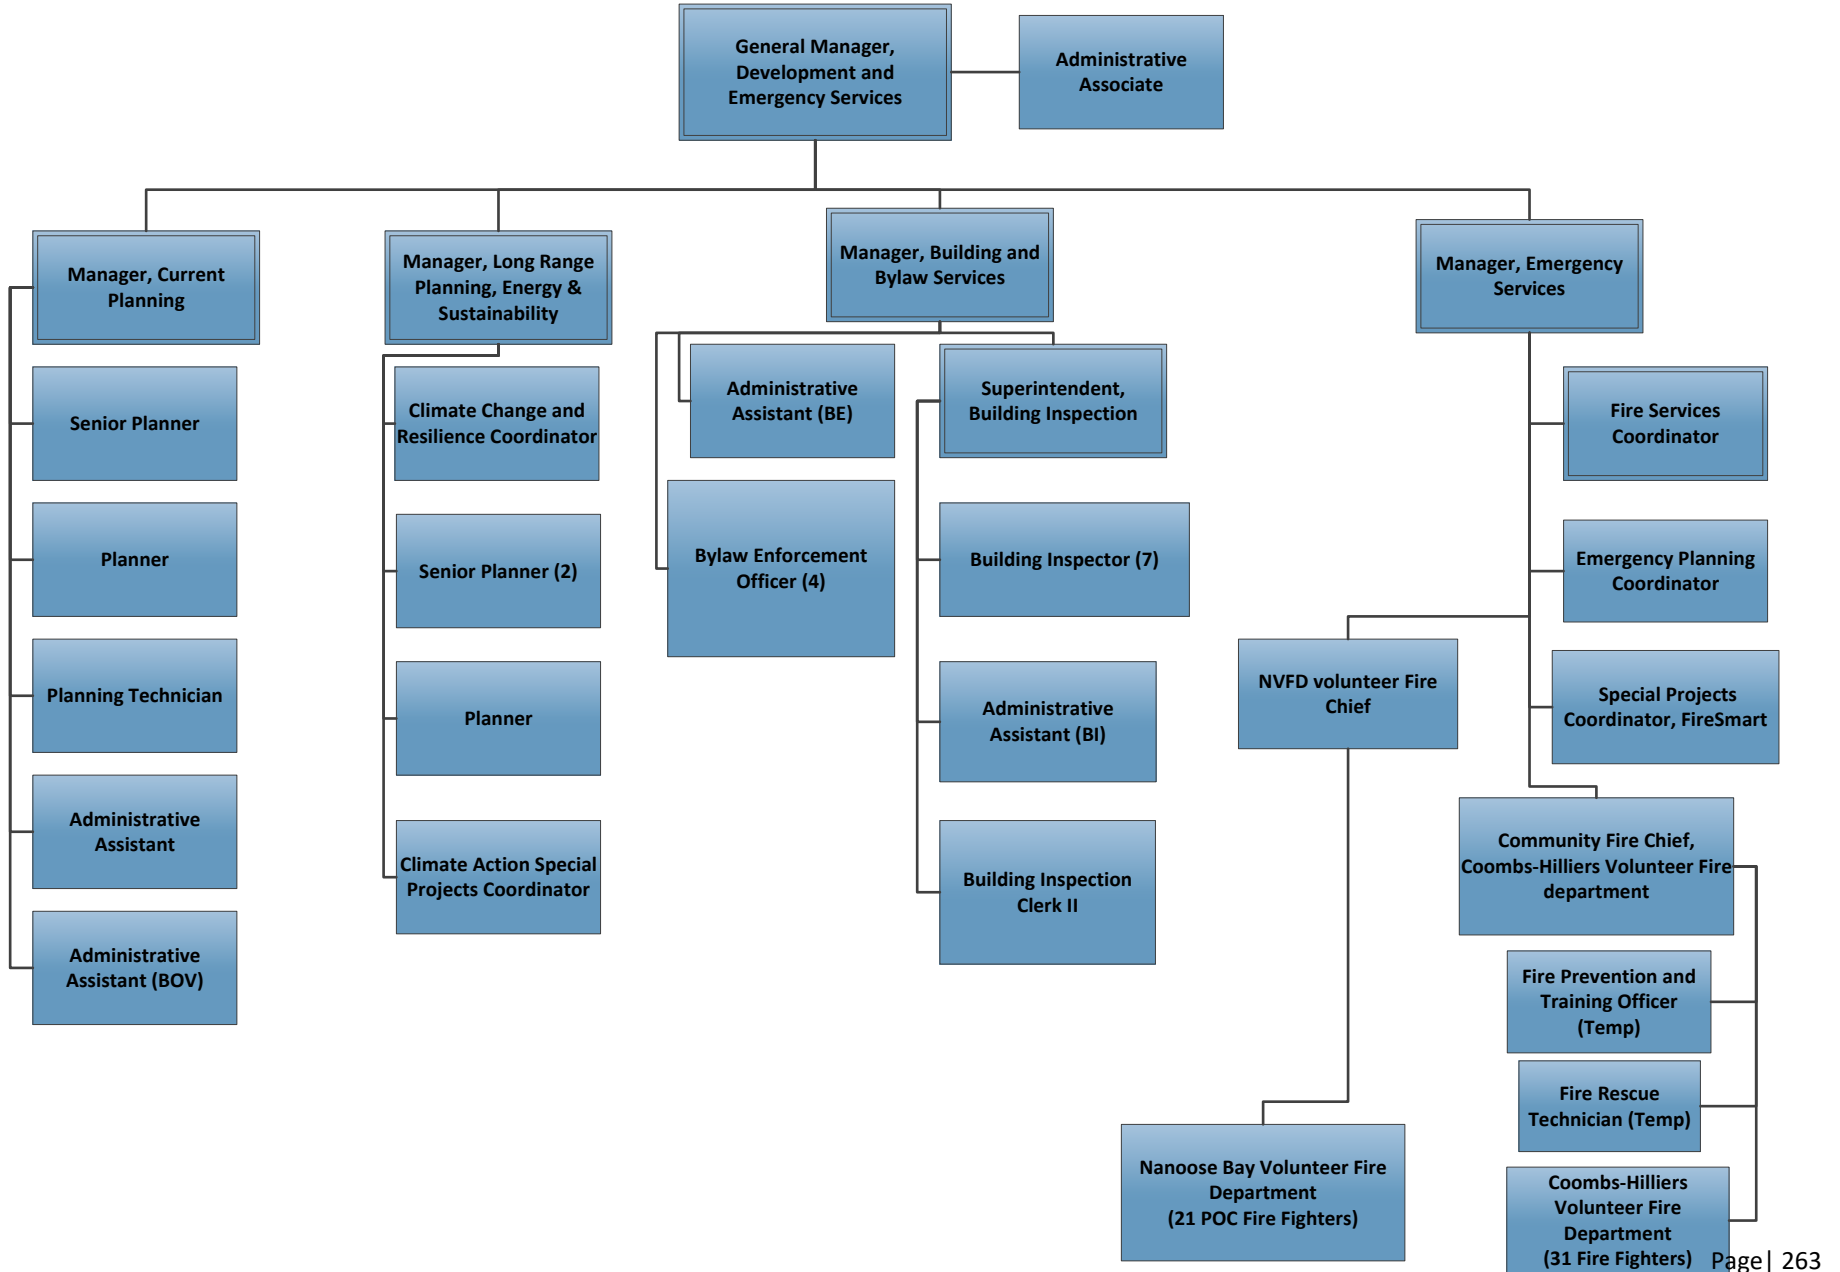 General Manager,
Development and
Emergency Services
Administrative
Associate
Manager, Current
Planning
Senior Planner
Planner
Planning Technician
Administrative
Assistant
Administrative
Assistant (BOV)
Manager, Long Range
Planning, Energy &
Sustainability
Climate Change and
Resilience Coordinator
Senior Planner (2)
Planner
Climate Action Special
Projects Coordinator
Manager, Building and
Bylaw Services
Administrative
Assistant (BE)
Bylaw Enforcement
Officer (4)
Superintendent,
Building Inspection
Building Inspector (7)
Administrative
Assistant (BI)
Building Inspection
Clerk II
Manager, Emergency
Services
Fire Services
Coordinator
Emergency Planning
Coordinator
Special Projects
Coordinator, FireSmart
NVFD volunteer Fire
Chief
Nanoose Bay Volunteer Fire
Department
(21 POC Fire Fighters)
Community Fire Chief,
Coombs-Hilliers Volunteer Fire
department
Fire Prevention and
Training Officer
(Temp)
Fire Rescue
Technician (Temp)
Coombs-Hilliers
Volunteer Fire
Department
(31 Fire Fighters)
Page| 263